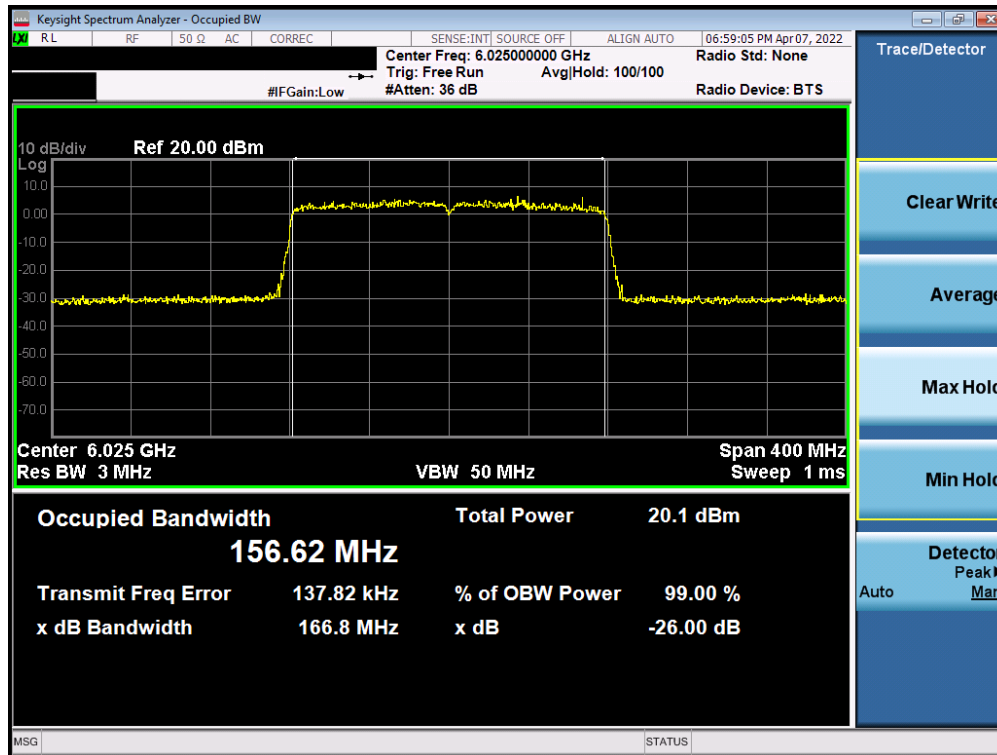 Keysight Spectrum Analyzer - Occupied BW
LXI RL RF 50 Ω AC CORREC SENSE:INT SOURCE OFF ALIGN AUTO 06:59:05 PM Apr 07, 2022
Center Freq: 6.025000000 GHz Radio Std: None
Trig: Free Run Avg|Hold: 100/100
#IFGain:Low #Atten: 36 dB Radio Device: BTS
Trace/Detector
10 dB/div Ref 20.00 dBm
Log
10.0
0.00
-10.0
-20.0
-30.0
-40.0
-50.0
-60.0
-70.0
Center 6.025 GHz Span 400 MHz
Res BW 3 MHz VBW 50 MHz Sweep 1 ms
Occupied Bandwidth Total Power 20.1 dBm
156.62 MHz
Transmit Freq Error 137.82 kHz % of OBW Power 99.00 %
x dB Bandwidth 166.8 MHz x dB -26.00 dB
Clear Write
Average
Max Hold
Min Hold
Detector
Peak
Auto Man
MSG STATUS